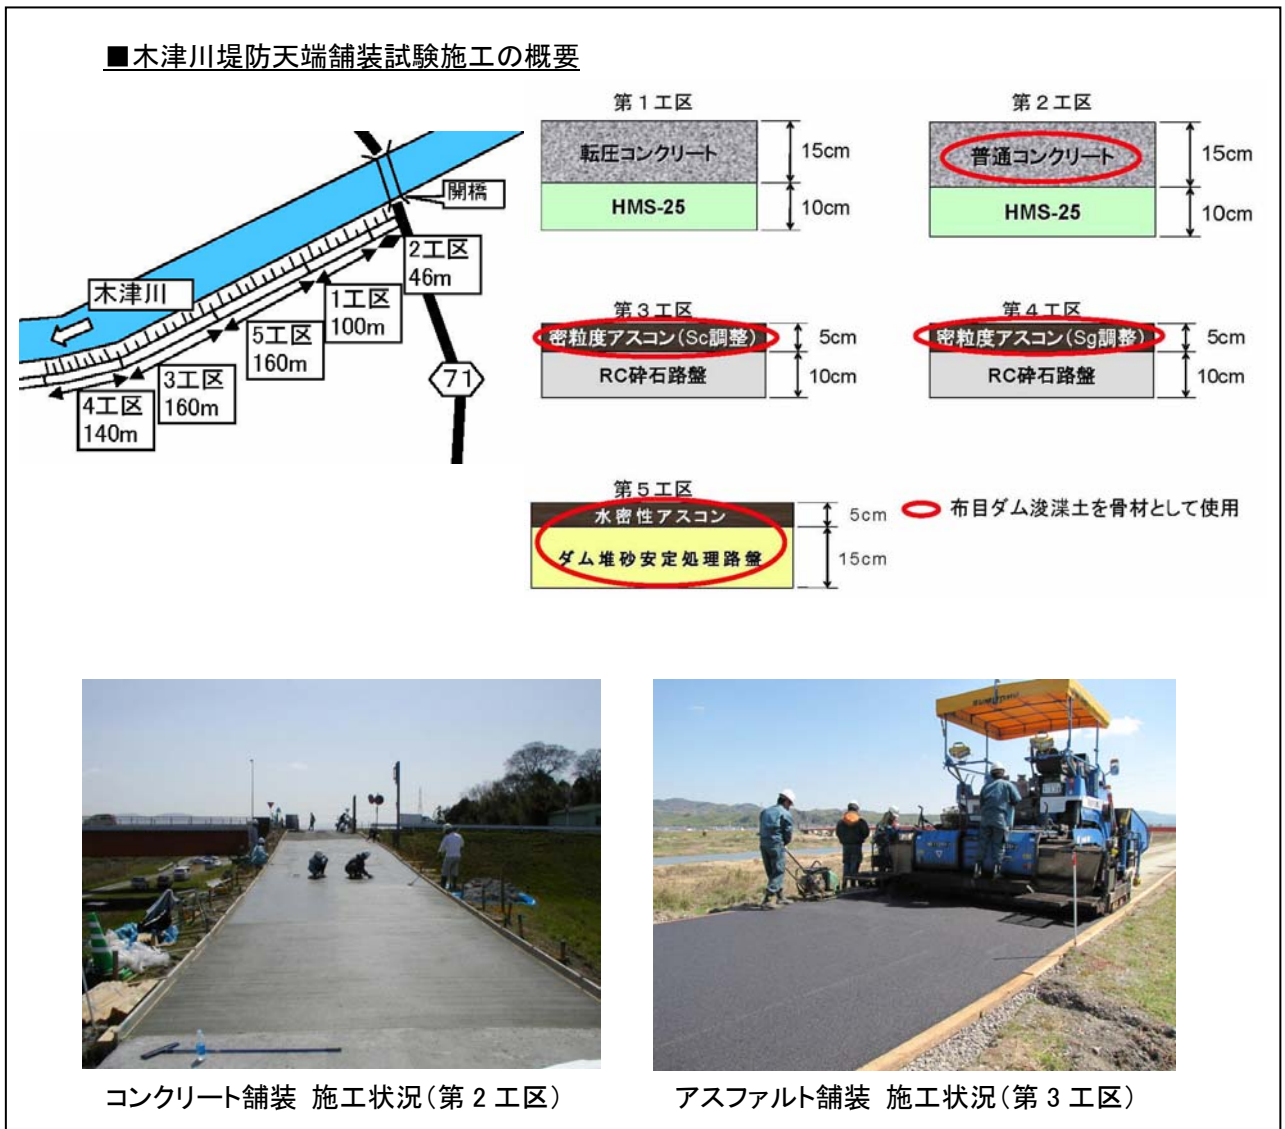 ■木津川堤防天端舗装試験施工の概要
開橋
木津川
2工区
46m
1工区
100m
5工区
160m
3工区
160m
4工区
140m
71
第1工区
転圧コンクリート
15cm
HMS-25
10cm
第2工区
普通コンクリート
15cm
HMS-25
10cm
第3工区
密粒度アスコン(Sc調整)
5cm
RC砕石路盤
10cm
第4工区
密粒度アスコン(Sg調整)
5cm
RC砕石路盤
10cm
第5工区
水密性アスコン
5cm
ダム堆砂安定処理路盤
15cm
布目ダム浚渫土を骨材として使用
コンクリート舗装 施工状況(第2工区)
アスファルト舗装 施工状況(第3工区)